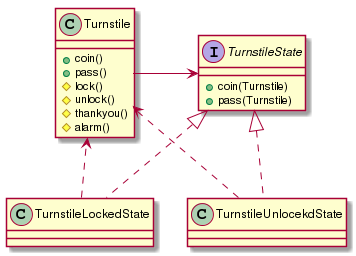 C Turnstile
coin()
pass()
lock()
unlock()
thankyou()
alarm()
I TurnstileState
coin(Turnstile)
pass(Turnstile)
C TurnstileLockedState
C TurnstileUnlocekdState